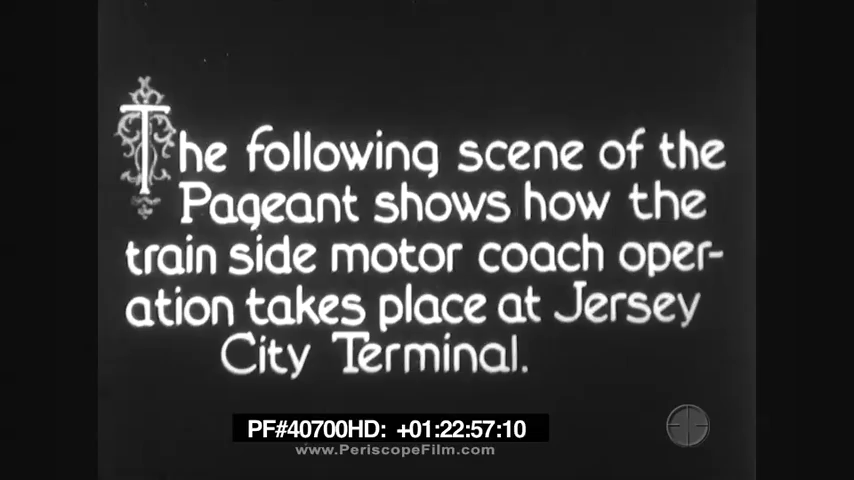 The following scene of the
Pageant shows how the
train side motor coach oper-
ation takes place at Jersey
City Terminal.
PF#40700HD: +01:22:57:10
www.PeriscopeFilm.com